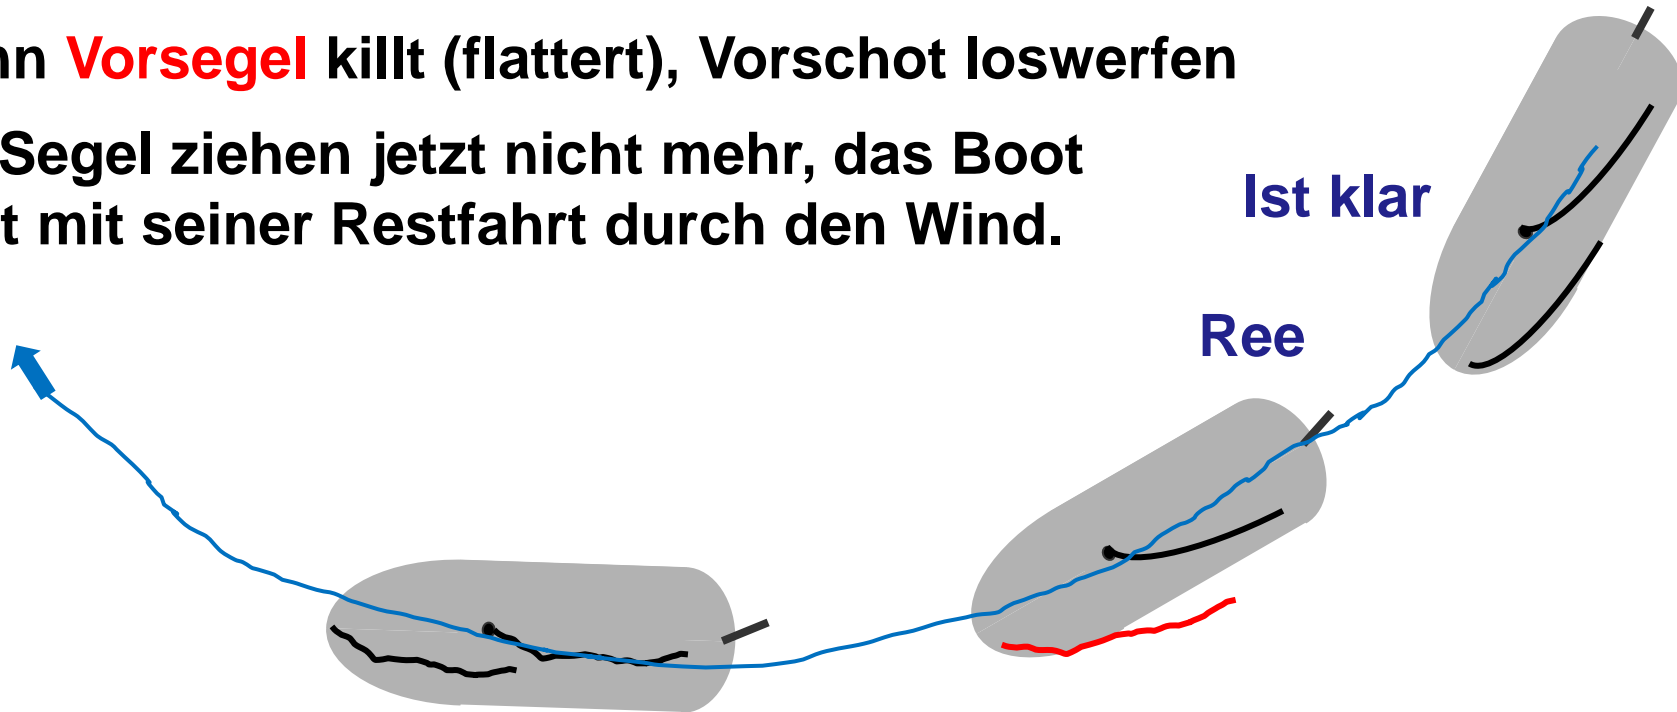 nn Vorsegel killt (flattert), Vorschot loswerfen
Segel ziehen jetzt nicht mehr, das Boot
t mit seiner Restfahrt durch den Wind.
Ist klar
Ree